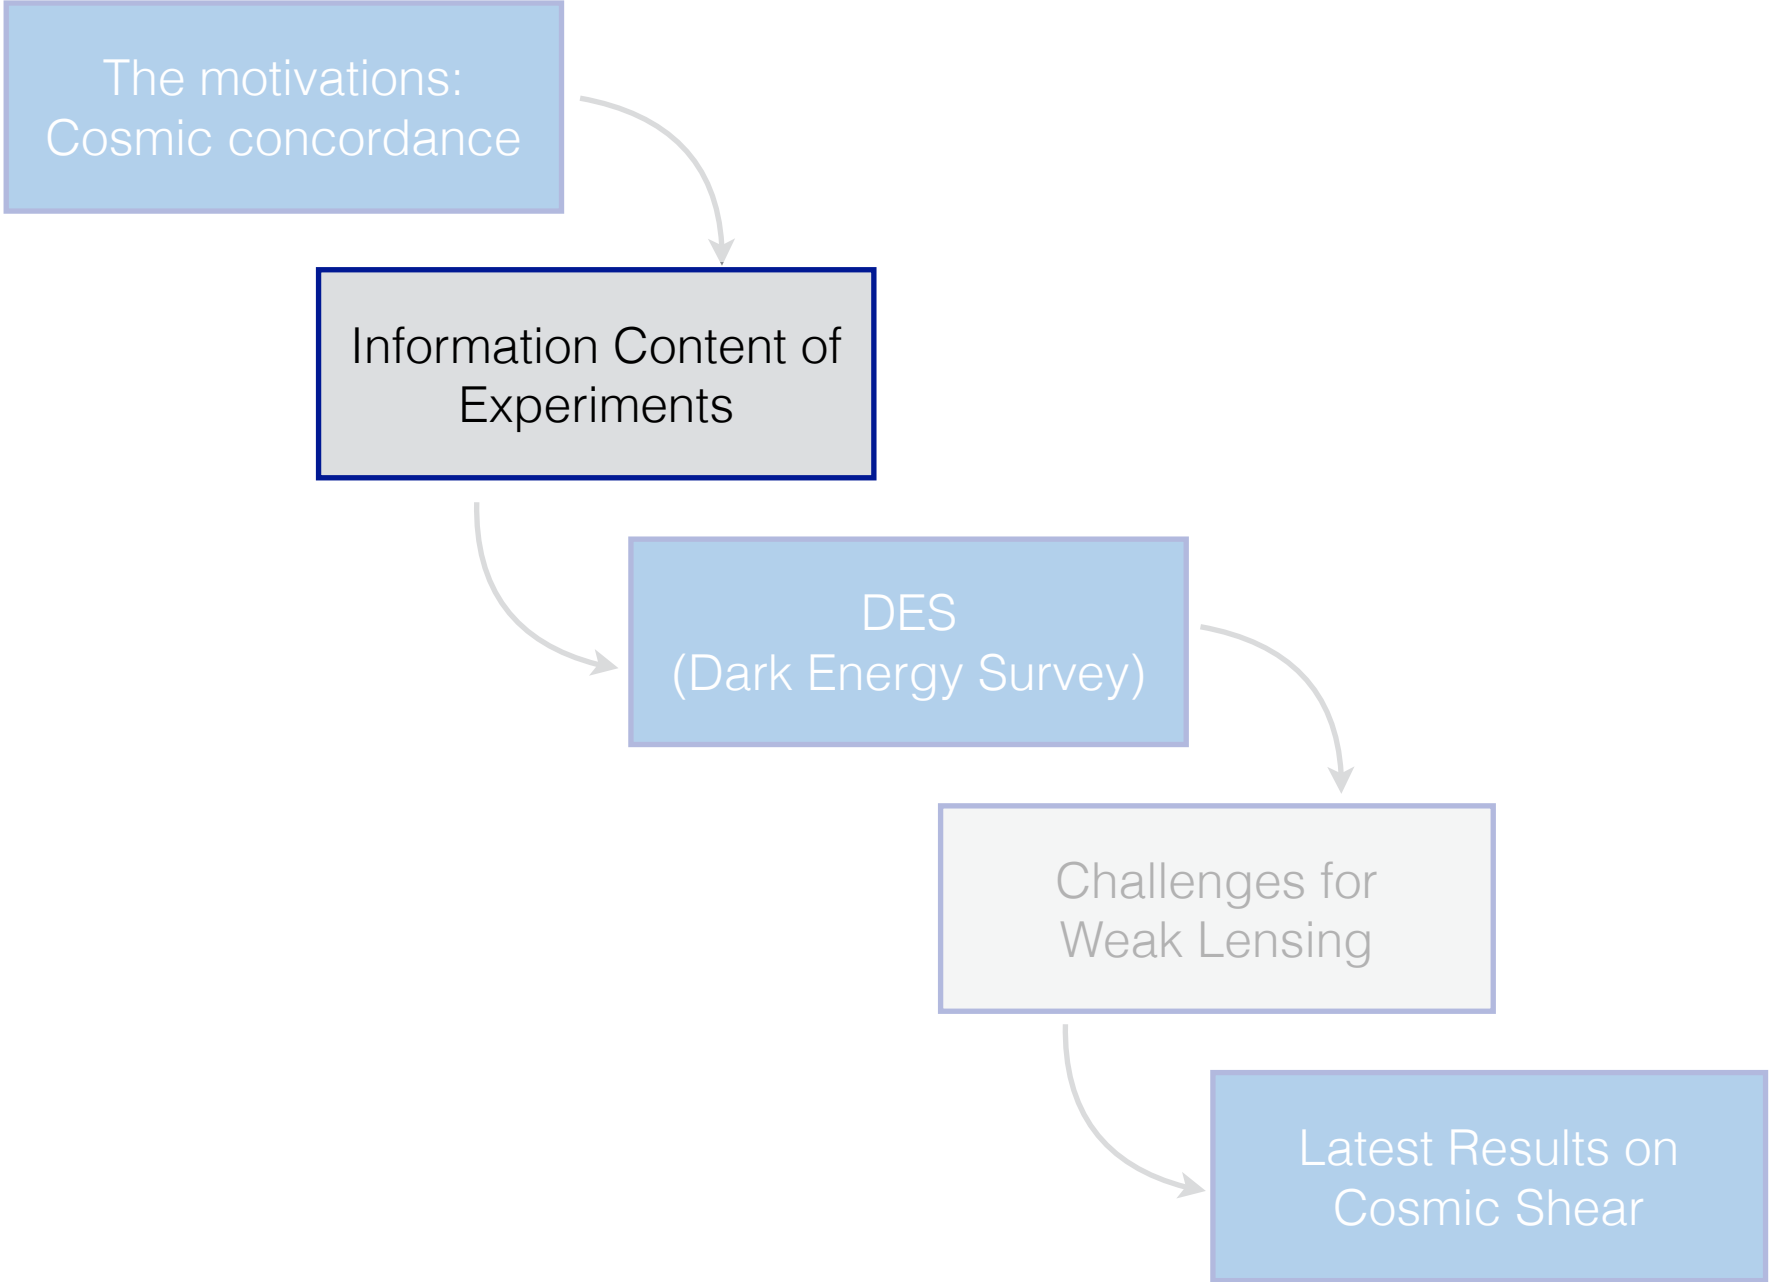 The motivations:
Cosmic concordance
Information Content of
Experiments
DES
(Dark Energy Survey)
Challenges for
Weak Lensing
Latest Results on
Cosmic Shear